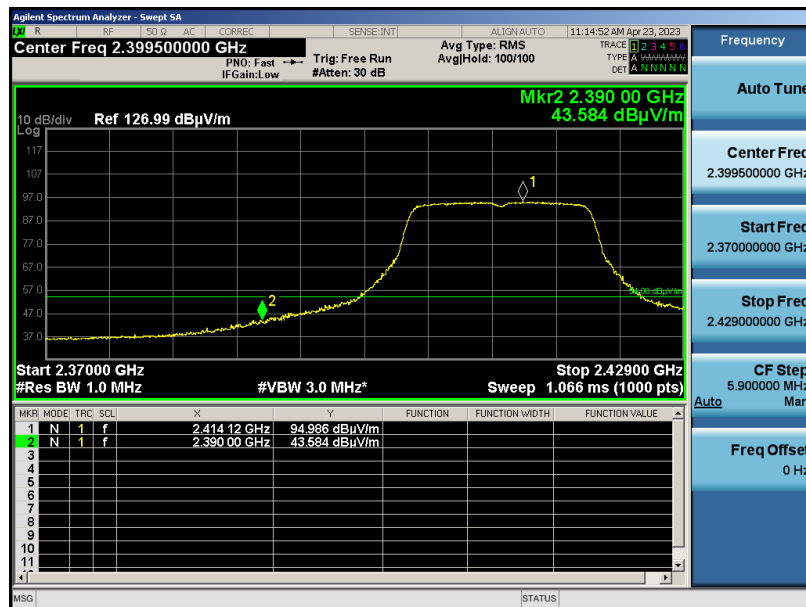 Agilent Spectrum Analyzer - Swept SA
LXI R RF 50 Ω AC CORREC SENSE:INT ALIGN AUTO 11:14:52 AM Apr 23, 2023
Center Freq 2.399500000 GHz
PNO: Fast
IFGain:Low
Trig: Free Run
#Atten: 30 dB
Avg Type: RMS
Avg|Hold: 100/100
TRACE 1 2 3 4 5 6
TYPE A WWWWW
DET A N N N N N
Mkr2 2.390 00 GHz
43.584 dBµV/m
10 dB/div Ref 126.99 dBµV/m
Log
117
107
97.0
87.0
77.0
67.0
57.0
47.0
37.0
1
2
54.00 dBµV/m
Start 2.37000 GHz Stop 2.42900 GHz
#Res BW 1.0 MHz #VBW 3.0 MHz* Sweep 1.066 ms (1000 pts)
MKR MODE TRC SCL X Y FUNCTION FUNCTION WIDTH FUNCTION VALUE
1 N 1 f 2.414 12 GHz 94.986 dBµV/m
2 N 1 f 2.390 00 GHz 43.584 dBµV/m
3
4
5
6
7
8
9
10
11
MSG STATUS
Frequency
Auto Tune
Center Freq
2.399500000 GHz
Start Freq
2.370000000 GHz
Stop Freq
2.429000000 GHz
CF Step
5.900000 MHz
Auto Man
Freq Offset
0 Hz